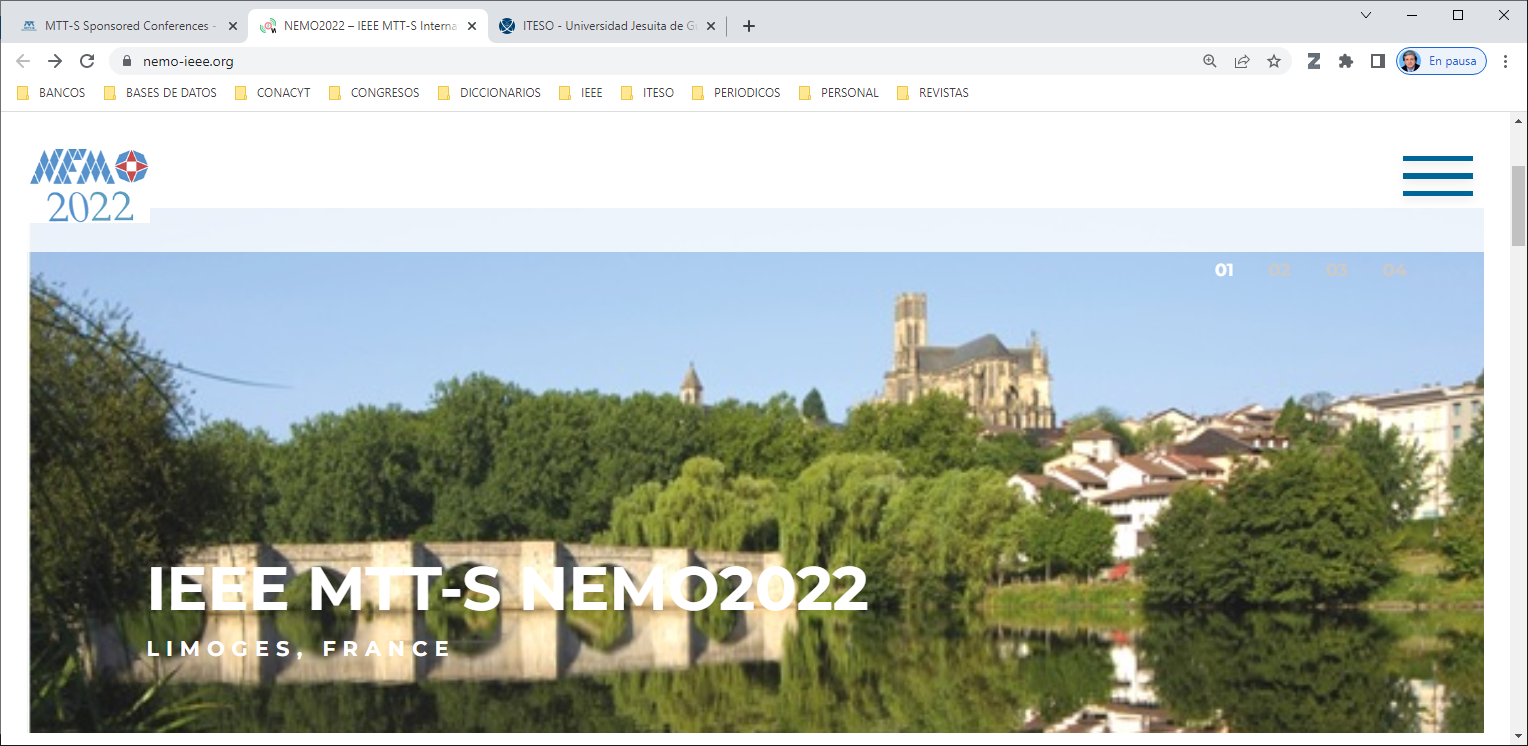 MTT-S Sponsored Conferences -
NEMO2022 – IEEE MTT-S Interna
ITESO - Universidad Jesuita de Gu
nemo-ieee.org
En pausa
BANCOS BASES DE DATOS CONACYT CONGRESOS DICCIONARIOS IEEE ITESO PERIODICOS PERSONAL REVISTAS
NEMO
2022
01 02 03 04
IEEE MTT-S NEMO2022
LIMOGES, FRANCE